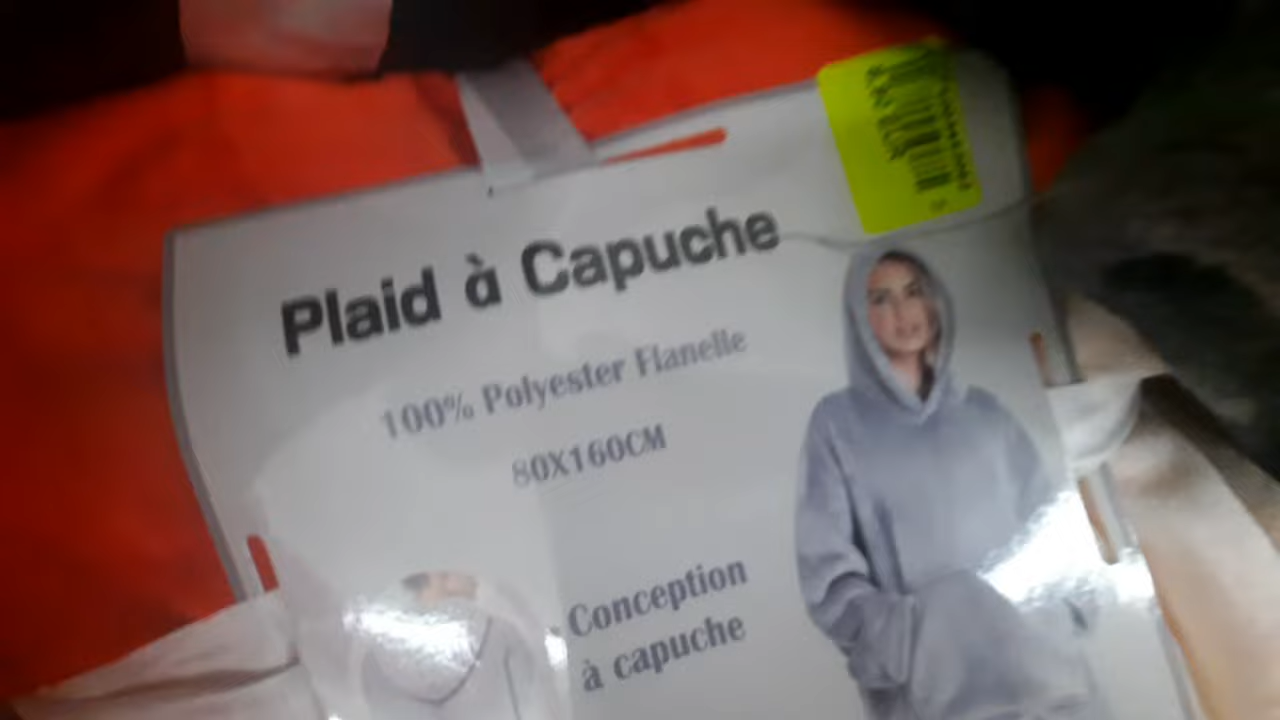 Plaid à Capuche
100% Polyester Flanelle
80X160CM
Conception
à capuche